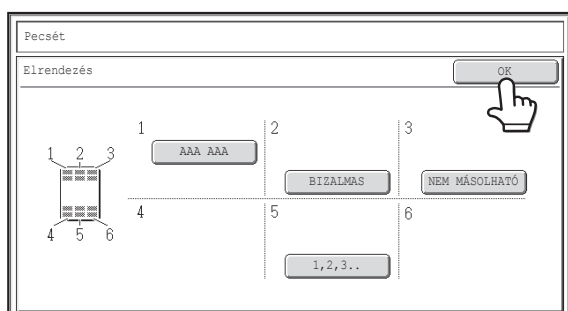 Pecsét
Elrendezés OK
1 2 3
1 2 3
AAA AAA
BIZALMAS NEM MÁSOLHATÓ
4 5 6
4 5 6
1,2,3..